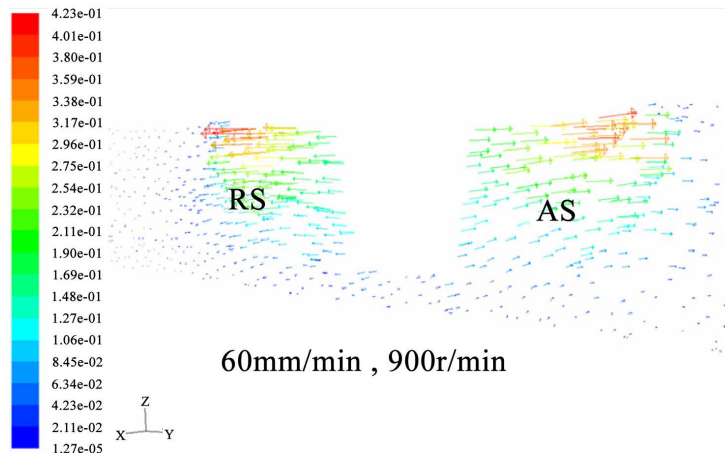 4.23e-01
4.01e-01
3.80e-01
3.59e-01
3.38e-01
3.17e-01
2.96e-01
2.75e-01
2.54e-01
2.32e-01
2.11e-01
1.90e-01
1.69e-01
1.48e-01
1.27e-01
8.45e-02
6.34e-02
4.23e-02
2.11e-02
1.27e-05
RS
AS
60mm/min , 900r/min
Z
X Y